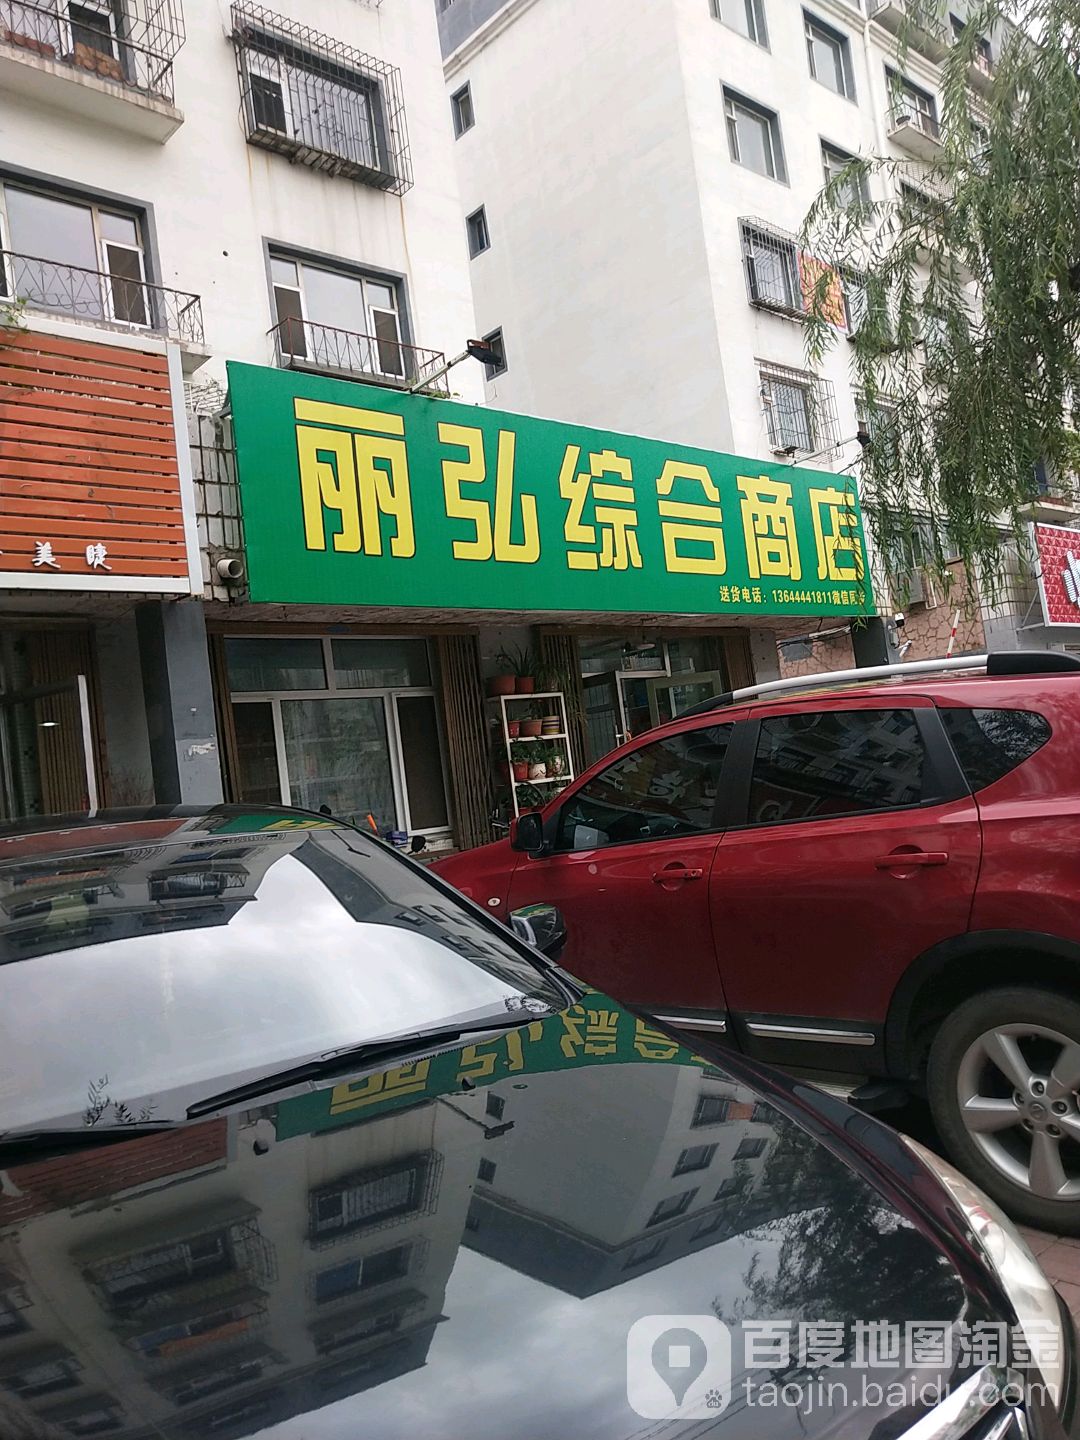 丽弘综合商店
送货电话：13644441811微信同步
美睫
百度地图淘金
taojin.baidu.com